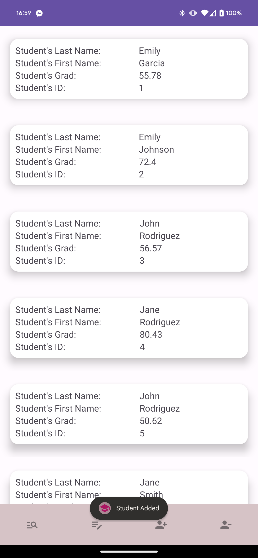 16:59 100%
Student's Last Name: Emily
Student's First Name: Garcia
Student's Grad: 55.78
Student's ID: 1
Student's Last Name: Emily
Student's First Name: Johnson
Student's Grad: 72.4
Student's ID: 2
Student's Last Name: John
Student's First Name: Rodriguez
Student's Grad: 56.57
Student's ID: 3
Student's Last Name: Jane
Student's First Name: Rodriguez
Student's Grad: 80.43
Student's ID: 4
Student's Last Name: John
Student's First Name: Rodriguez
Student's Grad: 50.62
Student's ID: 5
Student's Last Name: Jane
Student's First Name: Smith
Student Added